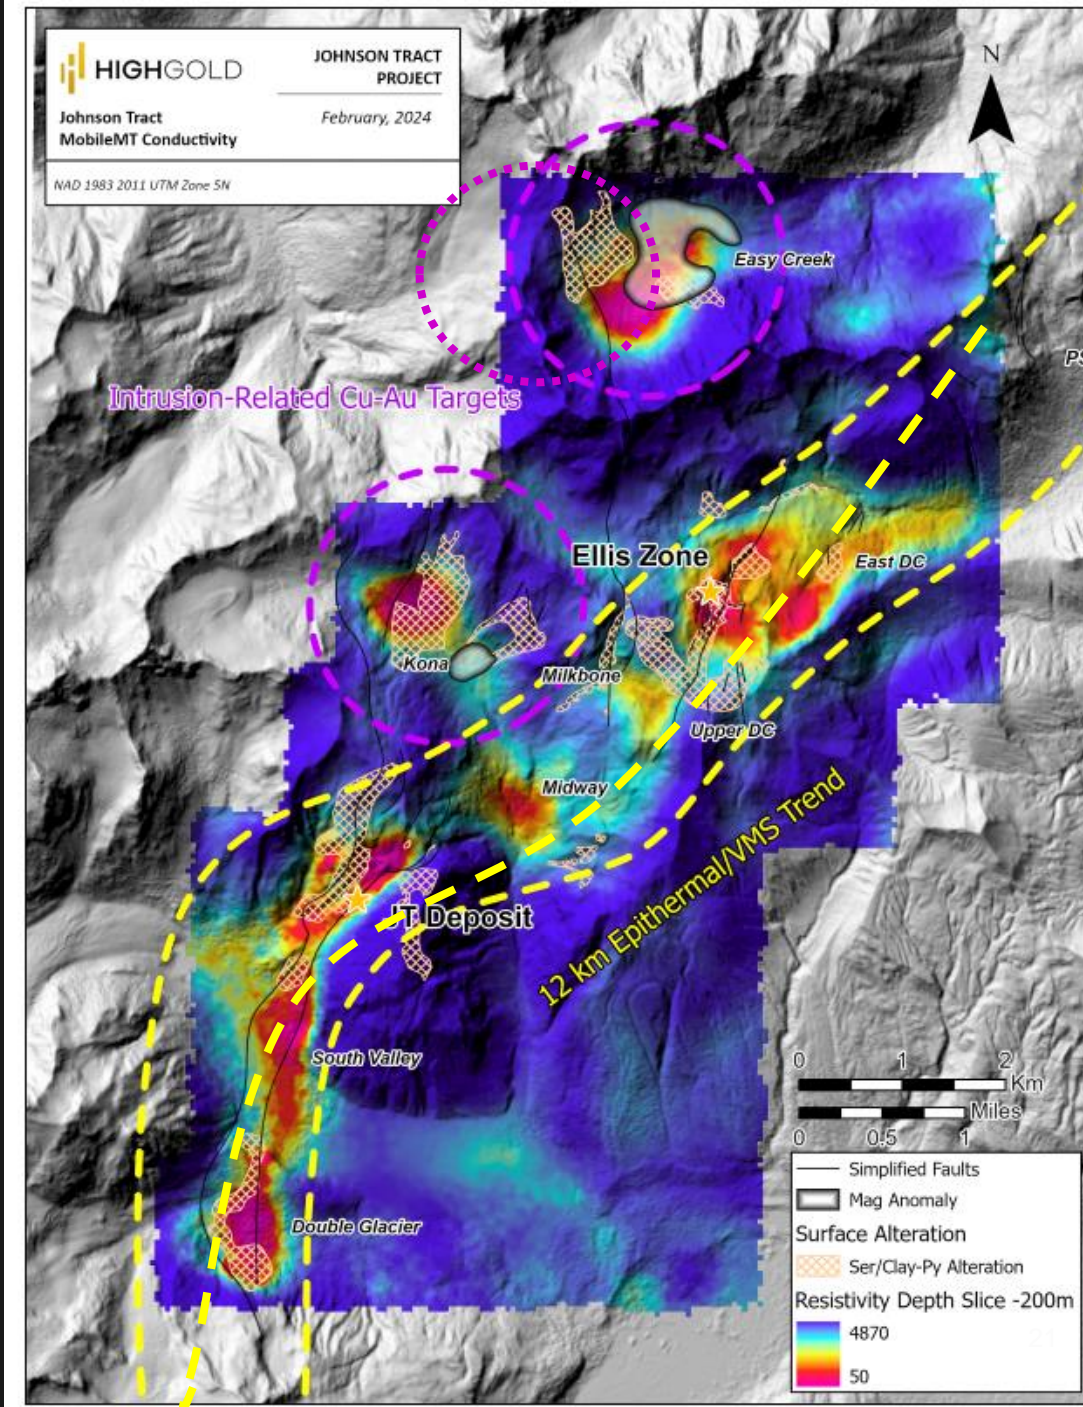 HIGHGOLD
JOHNSON TRACT
PROJECT
Johnson Tract
MobileMT Conductivity
February, 2024
NAD 1983 2011 UTM Zone 5N
N
Easy Creek
PS
Intrusion-Related Cu-Au Targets
Ellis Zone
East DC
Kona
Milkbone
Upper DC
Midway
JT Deposit
12 km Epithermal/VMS Trend
South Valley
Double Glacier
0 1 2
Km
Miles
0 0.5 1
Simplified Faults
Mag Anomaly
Surface Alteration
Ser/Clay-Py Alteration
Resistivity Depth Slice -200m
4870
50